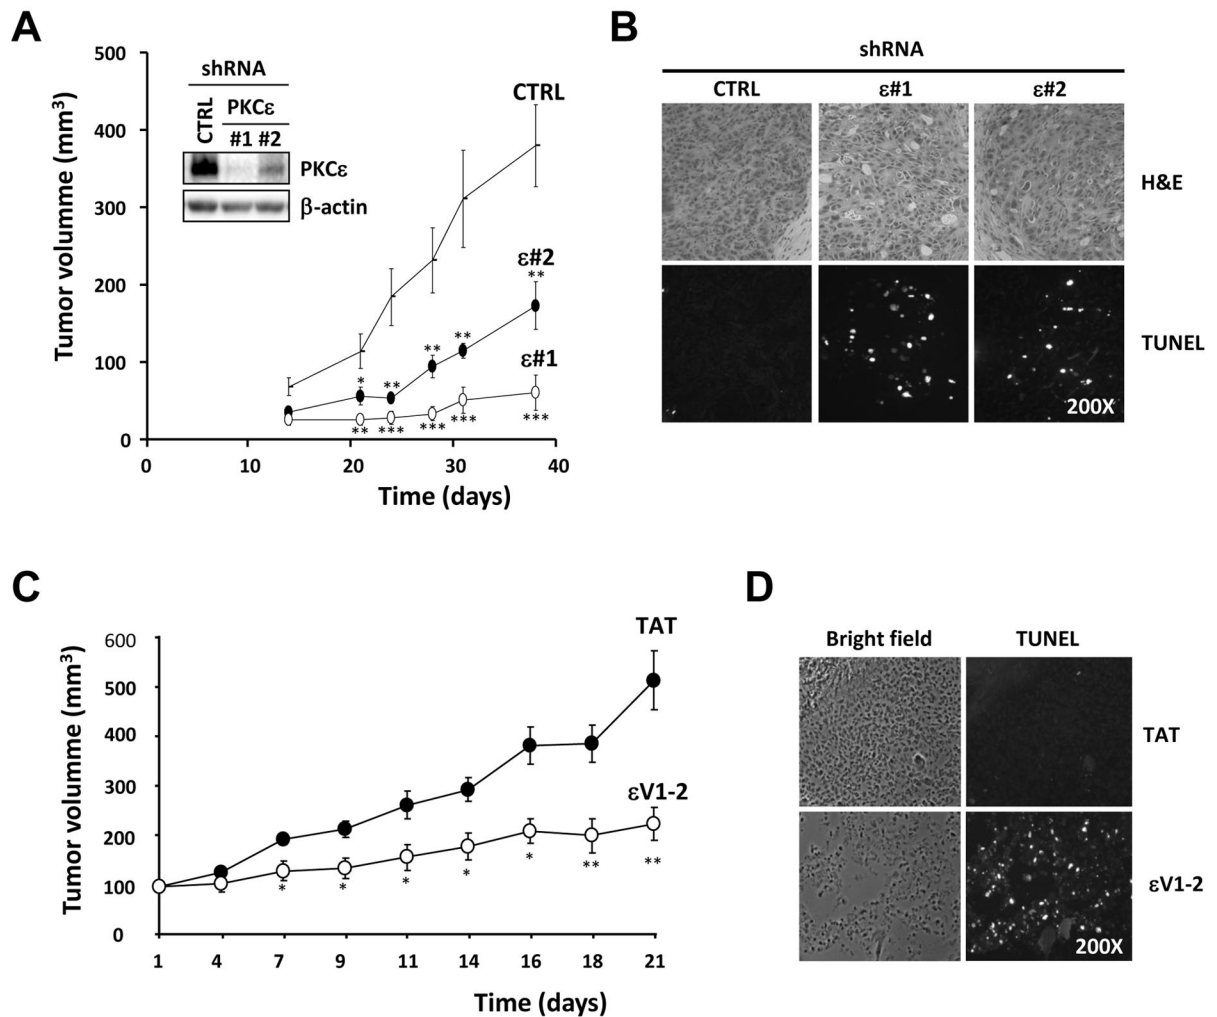 A
Tumor volumme (mm³)
500
400
300
200
100
0
0 10 20 30 40
Time (days)
shRNA
CTRL
PKCε
#1 #2
PKCε
β-actin
CTRL
ε#2
**
**
**
*
**
ε#1
** *** *** *** ***
B
shRNA
CTRL ε#1 ε#2
H&E
TUNEL
200X
C
Tumor volumme (mm³)
600
500
400
300
200
100
0
1 4 7 9 11 14 16 18 21
Time (days)
TAT
εV1-2
* * * * * ** **
D
Bright field TUNEL
TAT
εV1-2
200X